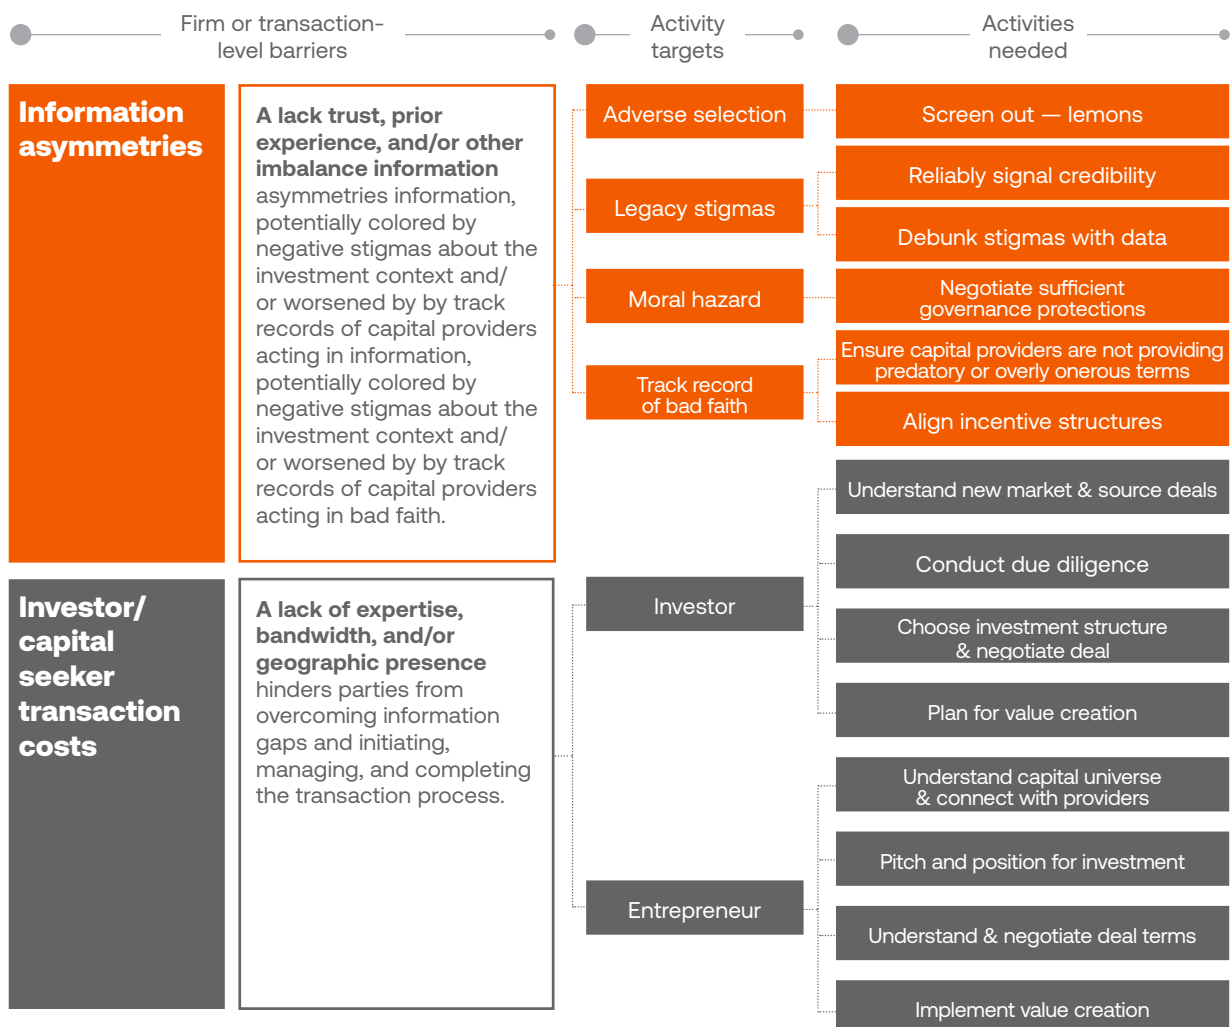 Firm or transaction-
level barriers
Activity
targets
Activities
needed
Information
asymmetries
A lack trust, prior
experience, and/or other
imbalance information
asymmetries information,
potentially colored by
negative stigmas about the
investment context and/
or worsened by by track
records of capital providers
acting in information,
potentially colored by
negative stigmas about the
investment context and/
or worsened by by track
records of capital providers
acting in bad faith.
Adverse selection
Screen out — lemons
Legacy stigmas
Reliably signal credibility
Debunk stigmas with data
Moral hazard
Negotiate sufficient
governance protections
Track record
of bad faith
Ensure capital providers are not providing
predatory or overly onerous terms
Align incentive structures
Investor/
capital
seeker
transaction
costs
A lack of expertise,
bandwidth, and/or
geographic presence
hinders parties from
overcoming information
gaps and initiating,
managing, and completing
the transaction process.
Investor
Understand new market & source deals
Conduct due diligence
Choose investment structure
& negotiate deal
Plan for value creation
Entrepreneur
Understand capital universe
& connect with providers
Pitch and position for investment
Understand & negotiate deal terms
Implement value creation